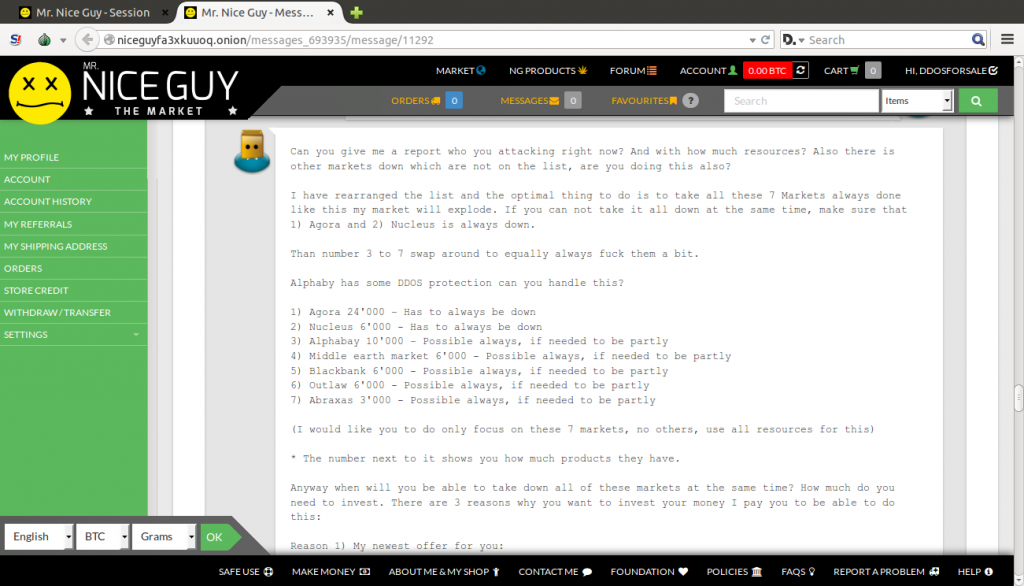 Mr. Nice Guy - Session
Mr. Nice Guy - Mess...
niceguyfa3xkuuoq.onion/messages_693935/message/11292
Search
MR.
NICE GUY
THE MARKET
MARKET
NG PRODUCTS
FORUM
ACCOUNT
0.00 BTC
CART
0
HI, DDOSFORSALE
ORDERS
0
MESSAGES
0
FAVOURITES
?
Search
Items
MY PROFILE
ACCOUNT
ACCOUNT HISTORY
MY REFERRALS
MY SHIPPING ADDRESS
ORDERS
STORE CREDIT
WITHDRAW / TRANSFER
SETTINGS
Can you give me a report who you attacking right now? And with how much resources? Also there is
other markets down which are not on the list, are you doing this also?
I have rearranged the list and the optimal thing to do is to take all these 7 Markets always done
like this my market will explode. If you can not take it all down at the same time, make sure that
1) Agora and 2) Nucleus is always down.
Than number 3 to 7 swap around to equally always fuck them a bit.
Alphaby has some DDOS protection can you handle this?
1) Agora 24'000 - Has to always be down
2) Nucleus 6'000 - Has to always be down
3) Alphabay 10'000 - Possible always, if needed to be partly
4) Middle earth market 6'000 - Possible always, if needed to be partly
5) Blackbank 6'000 - Possible always, if needed to be partly
6) Outlaw 6'000 - Possible always, if needed to be partly
7) Abraxas 3'000 - Possible always, if needed to be partly
(I would like you to do only focus on these 7 markets, no others, use all resources for this)
* The number next to it shows you how much products they have.
Anyway when will you be able to take down all of these markets at the same time? How much do you
need to invest. There are 3 reasons why you want to invest your money I pay you to be able to do
this:
Reason 1) My newest offer for you:
English
BTC
Grams
OK
SAFE USE
MAKE MONEY
ABOUT ME & MY SHOP
CONTACT ME
FOUNDATION
POLICIES
FAQS
REPORT A PROBLEM
HELP